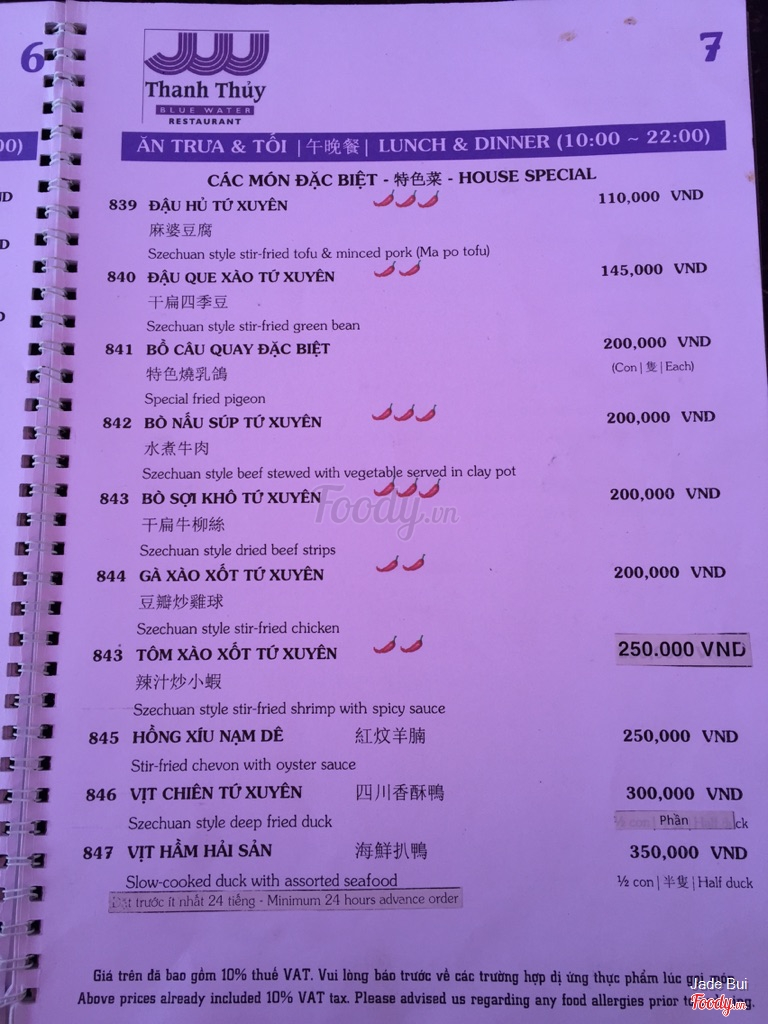 6
7
Thanh Thủy
BLUE WATER
RESTAURANT
00)
ĂN TRƯA & TỐI | 午晚餐 | LUNCH & DINNER (10:00 ~ 22:00)
CÁC MÓN ĐẶC BIỆT - 特色菜 - HOUSE SPECIAL
839 ĐẬU HỦ TỨ XUYÊN 110,000 VND
麻婆豆腐
Szechuan style stir-fried tofu & minced pork (Ma po tofu)
840 ĐẬU QUE XÀO TỨ XUYÊN 145,000 VND
干扁四季豆
Szechuan style stir-fried green bean
841 BỒ CÂU QUAY ĐẶC BIỆT 200,000 VND
特色燒乳鴿 (Con | 隻 | Each)
Special fried pigeon
842 BÒ NẤU SÚP TỨ XUYÊN 200,000 VND
水煮牛肉
Szechuan style beef stewed with vegetable served in clay pot
843 BÒ SỢI KHÔ TỨ XUYÊN 200,000 VND
干扁牛柳絲
Szechuan style dried beef strips
844 GÀ XÀO XỐT TỨ XUYÊN 200,000 VND
豆瓣炒雞球
Szechuan style stir-fried chicken
843 TÔM XÀO XỐT TỨ XUYÊN 250.000 VND
辣汁炒小蝦
Szechuan style stir-fried shrimp with spicy sauce
845 HỒNG XÍU NẠM DÊ 紅炆羊腩 250,000 VND
Stir-fried chevon with oyster sauce
846 VỊT CHIÊN TỨ XUYÊN 四川香酥鴨 300,000 VND
Szechuan style deep fried duck Phần
847 VỊT HẦM HẢI SẢN 海鮮扒鴨 350,000 VND
Slow-cooked duck with assorted seafood ½ con | 半隻 | Half duck
Đặt trước ít nhất 24 tiếng - Minimum 24 hours advance order
Giá trên đã bao gồm 10% thuế VAT. Vui lòng báo trước về các trường hợp dị ứng thực phẩm lúc gọi món.
Above prices already included 10% VAT tax. Please advised us regarding any food allergies prior to
Foody.vn
Jade Bui
Foody.vn